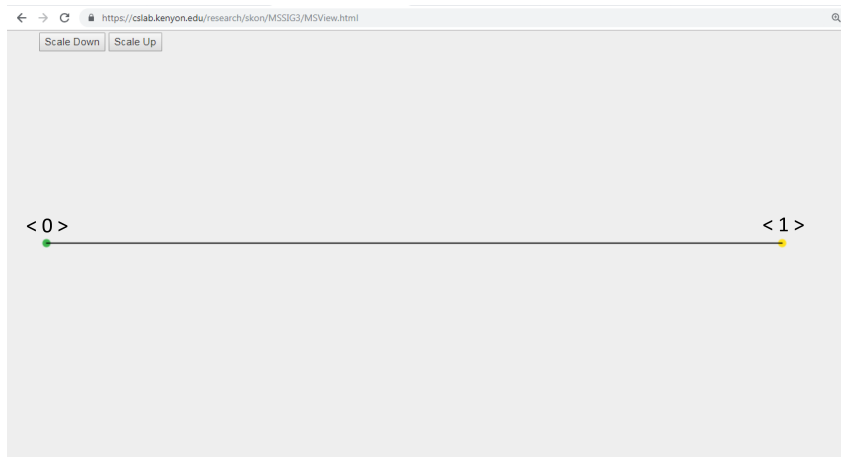 https://cslab.kenyon.edu/research/skon/MSSIG3/MSView.html
Scale Down Scale Up
< 0 > < 1 >